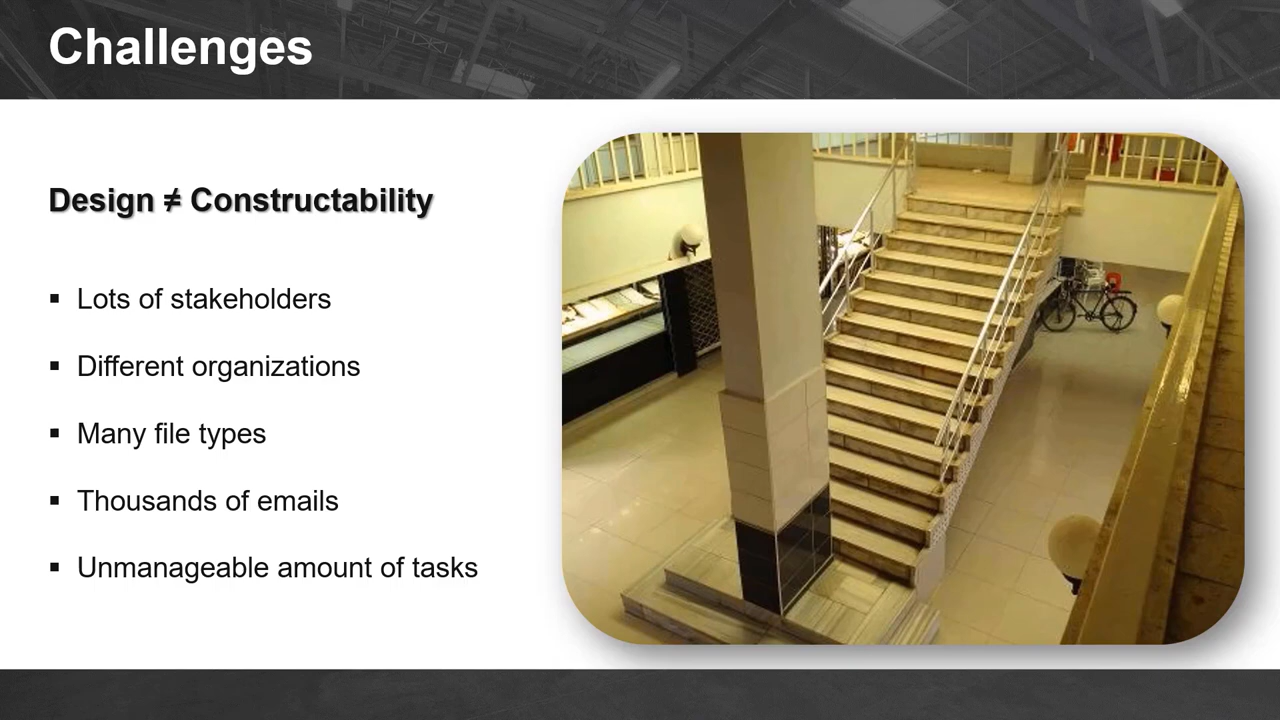 Challenges
Design ≠ Constructability
▪ Lots of stakeholders
▪ Different organizations
▪ Many file types
▪ Thousands of emails
▪ Unmanageable amount of tasks